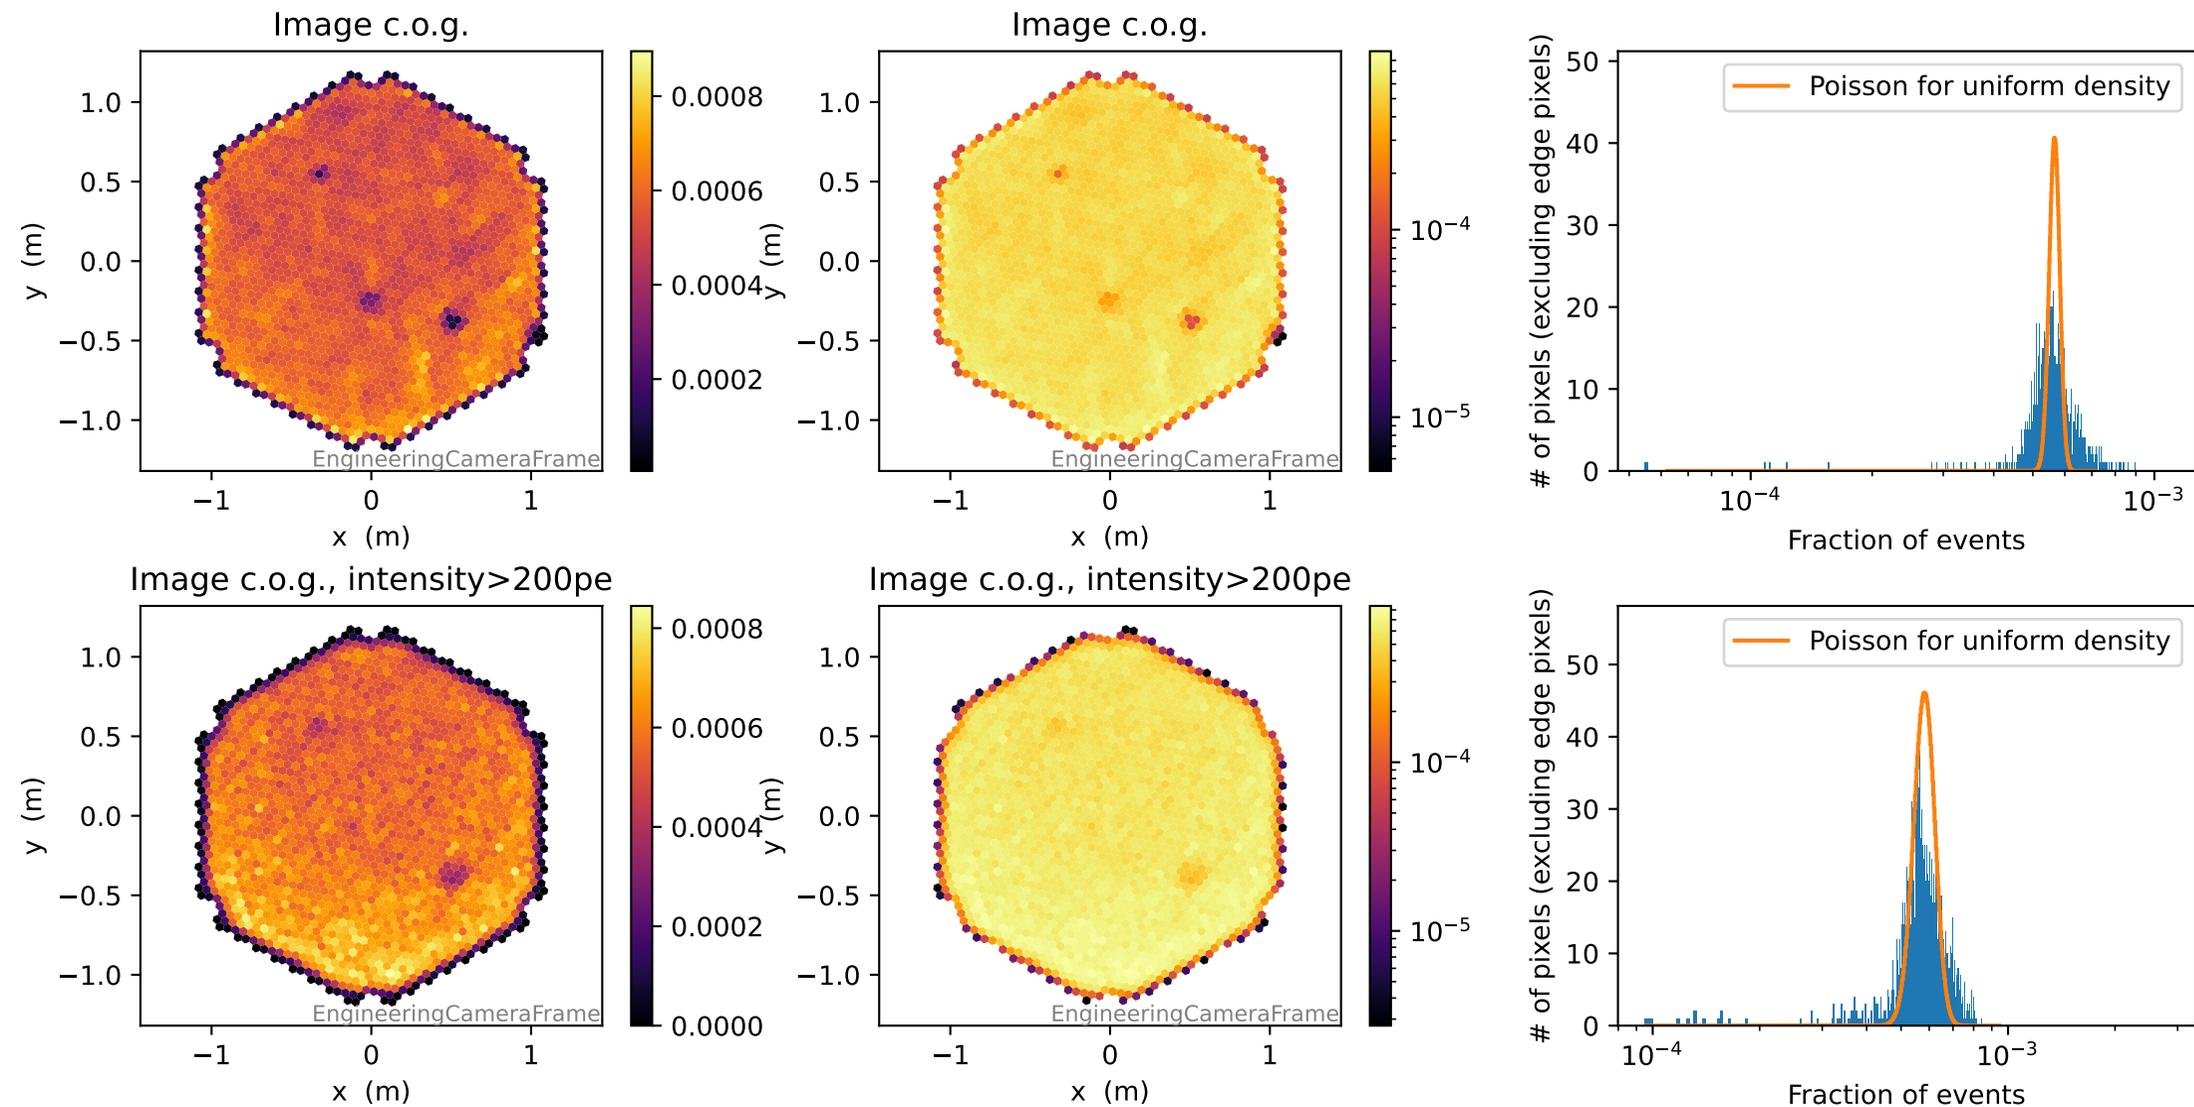 Image c.o.g.
1.0
0.5
0.0
−0.5
−1.0
y (m)
−1 0 1
x (m)
EngineeringCameraFrame
0.0008
0.0006
0.0004
0.0002
Image c.o.g.
1.0
0.5
0.0
−0.5
−1.0
y (m)
−1 0 1
x (m)
EngineeringCameraFrame
10⁻⁴
10⁻⁵
Poisson for uniform density
50
40
30
20
10
0
# of pixels (excluding edge pixels)
10⁻⁴ 10⁻³
Fraction of events
Image c.o.g., intensity>200pe
1.0
0.5
0.0
−0.5
−1.0
y (m)
−1 0 1
x (m)
EngineeringCameraFrame
0.0008
0.0006
0.0004
0.0002
0.0000
Image c.o.g., intensity>200pe
1.0
0.5
0.0
−0.5
−1.0
y (m)
−1 0 1
x (m)
EngineeringCameraFrame
10⁻⁴
10⁻⁵
Poisson for uniform density
50
40
30
20
10
0
# of pixels (excluding edge pixels)
10⁻⁴ 10⁻³
Fraction of events